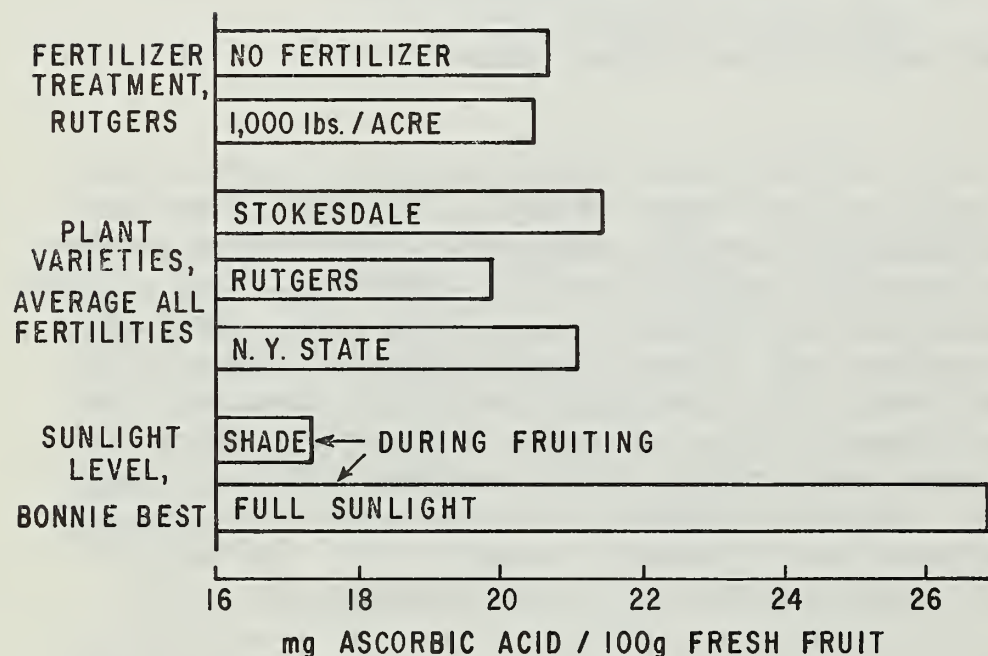 FERTILIZER
TREATMENT,
RUTGERS
NO FERTILIZER
1,000 lbs. / ACRE
PLANT
VARIETIES,
AVERAGE ALL
FERTILITIES
STOKESDALE
RUTGERS
N. Y. STATE
SUNLIGHT
LEVEL,
BONNIE BEST
SHADE
DURING FRUITING
FULL SUNLIGHT
16 18 20 22 24 26
mg ASCORBIC ACID / 100g FRESH FRUIT